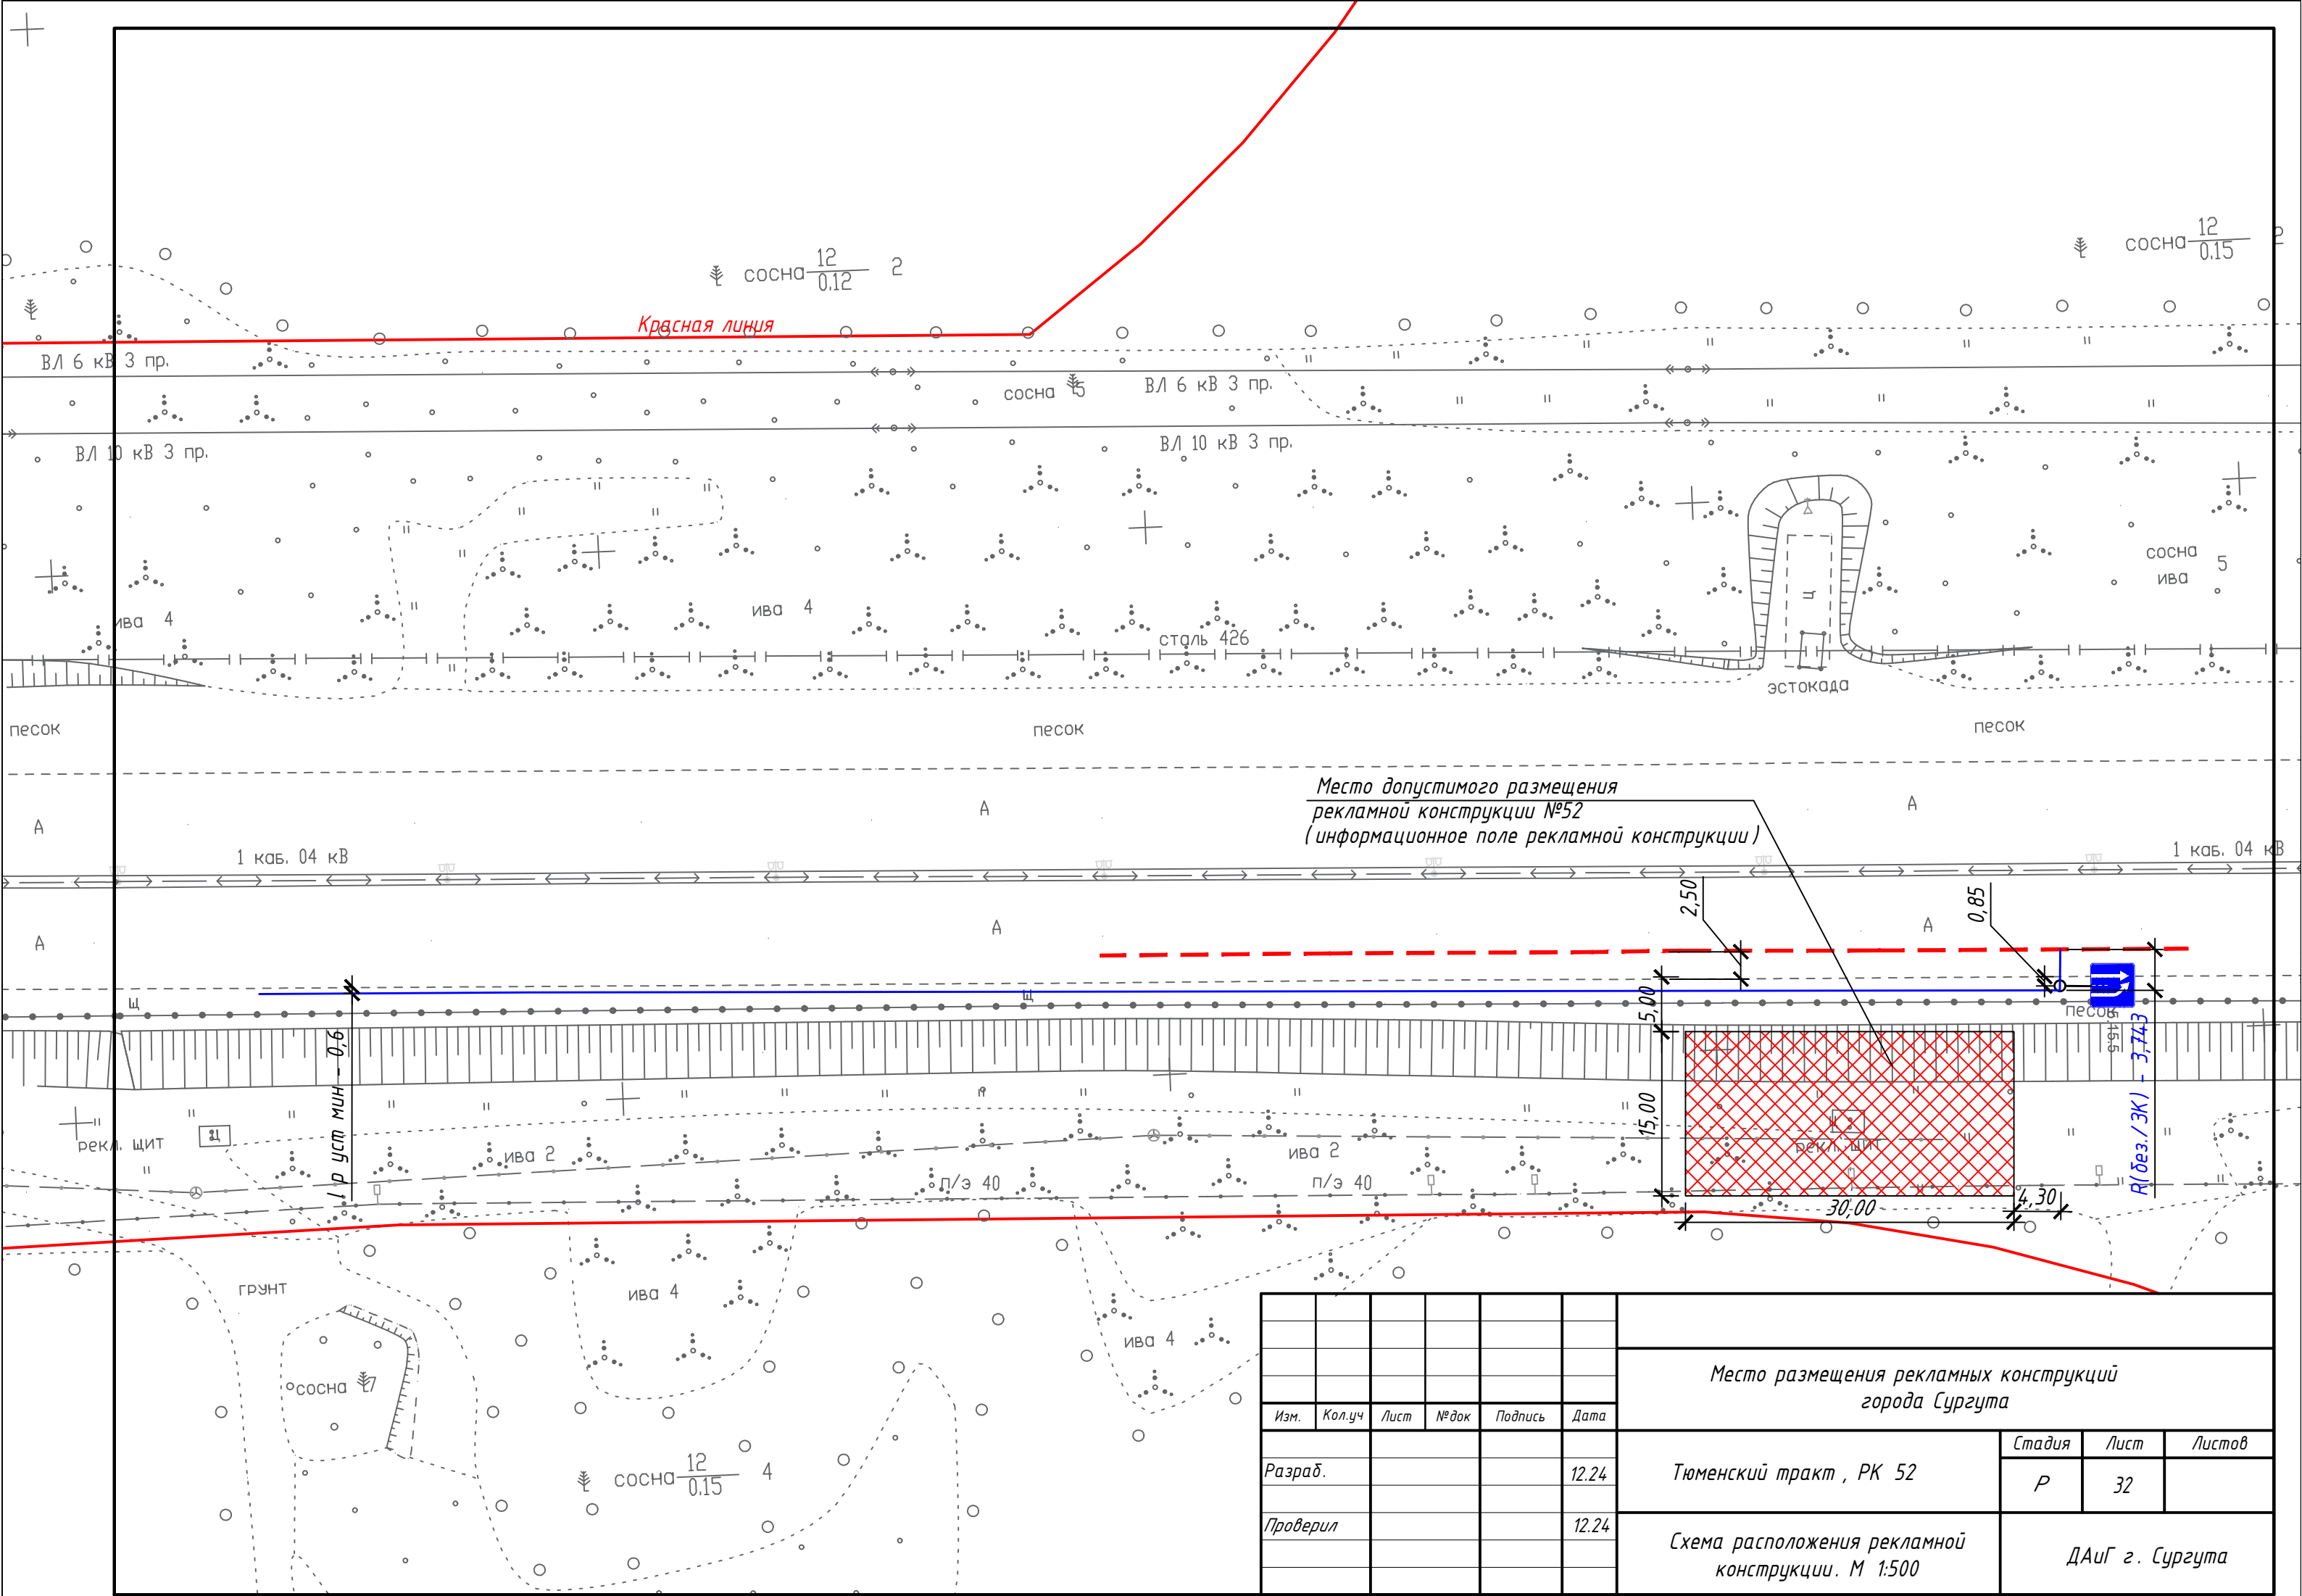 сосна 12 2
0.12
сосна 12 2
0.15
Красная линия
ВЛ 6 кВ 3 пр.
сосна 5
ВЛ 6 кВ 3 пр.
ВЛ 10 кВ 3 пр.
ВЛ 10 кВ 3 пр.
сосна
ива 5
ива 4
ива 4
сталь 426
эстокада
песок
песок
песок
Место допустимого размещения
рекламной конструкции №52
(информационное поле рекламной конструкции)
А
А
А
1 каб. 04 кВ
1 каб. 04 кВ
2,50
0,85
А
А
А
Щ
Щ
5,00
песок
5.15.5
L р уст мин - 0,6
15,00
R(без./ЗК) - 3,743
рекл. щит
ива 2
ива 2
рекл. щит
п/э 40
п/э 40
30,00
4,30
грунт
ива 4
ива 4
сосна 7
сосна 12 4
0.15
Место размещения рекламных конструкций
города Сургута
Изм. Кол.уч Лист №док Подпись Дата
Стадия Лист Листов
Разраб. 12.24
Тюменский тракт, РК 52
Р 32
Проверил 12.24
Схема расположения рекламной
конструкции. М 1:500
ДАиГ г. Сургута